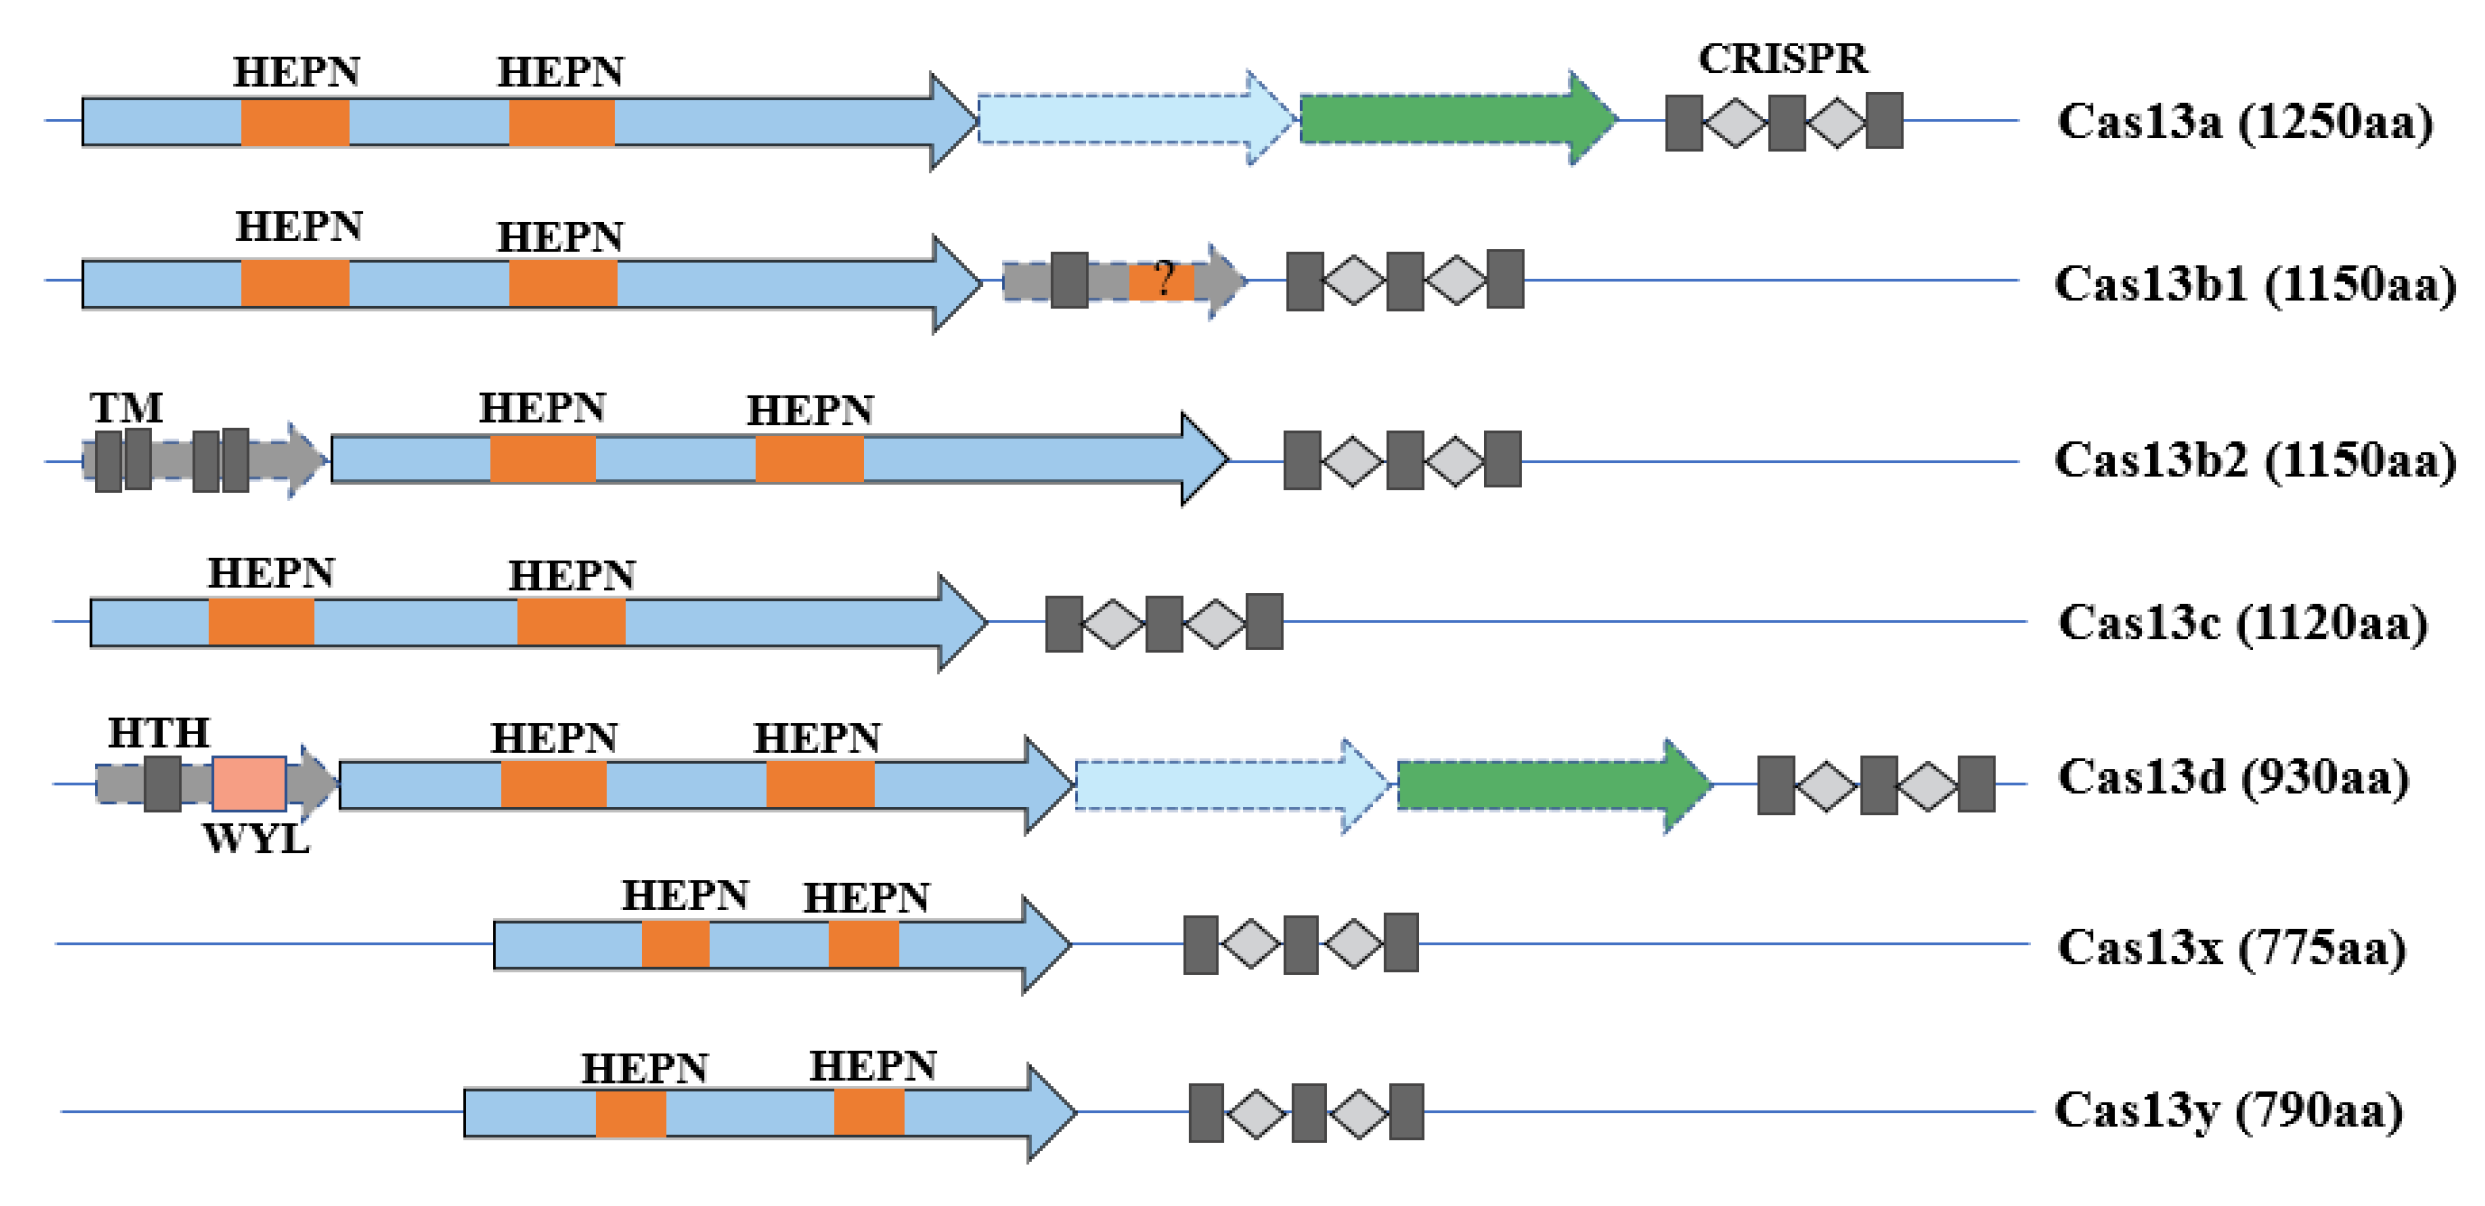 HEPN HEPN CRISPR
Cas13a (1250aa)
HEPN HEPN
? Cas13b1 (1150aa)
TM HEPN HEPN
Cas13b2 (1150aa)
HEPN HEPN
Cas13c (1120aa)
HTH HEPN HEPN
Cas13d (930aa)
WYL
HEPN HEPN
Cas13x (775aa)
HEPN HEPN
Cas13y (790aa)